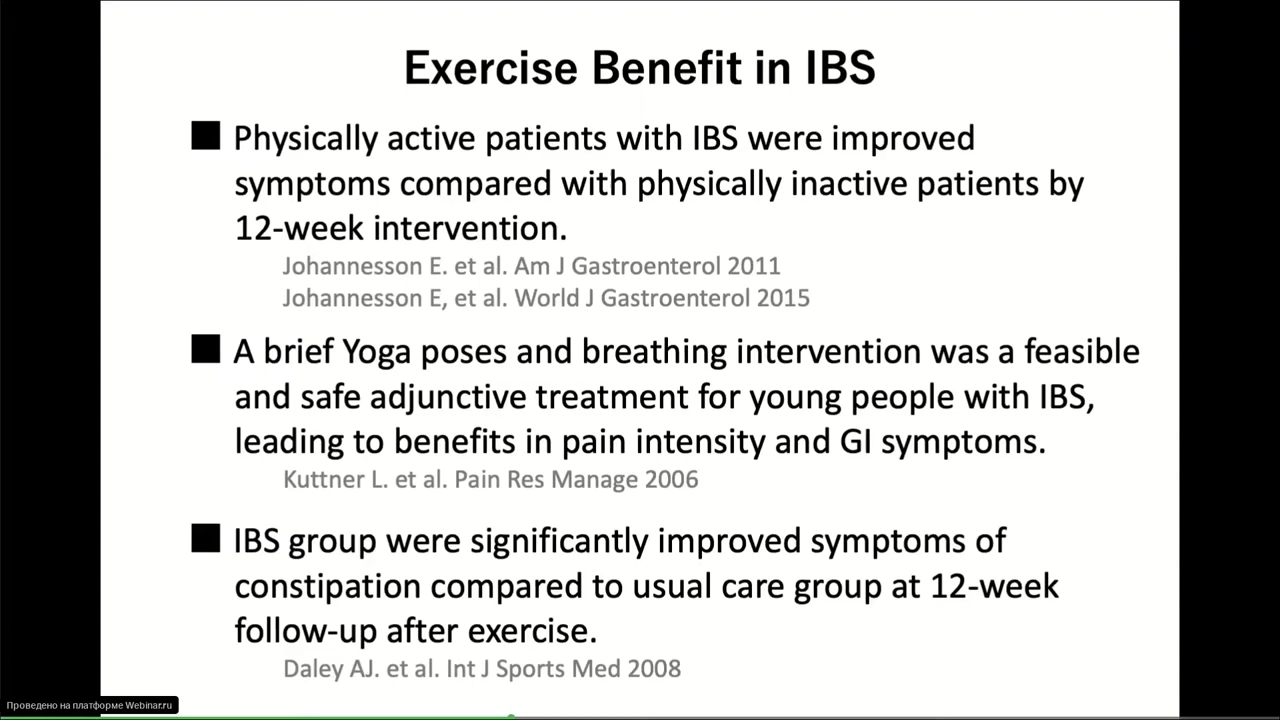 Exercise Benefit in IBS
Physically active patients with IBS were improved
symptoms compared with physically inactive patients by
12-week intervention.
Johannesson E. et al. Am J Gastroenterol 2011
Johannesson E, et al. World J Gastroenterol 2015
A brief Yoga poses and breathing intervention was a feasible
and safe adjunctive treatment for young people with IBS,
leading to benefits in pain intensity and GI symptoms.
Kuttner L. et al. Pain Res Manage 2006
IBS group were significantly improved symptoms of
constipation compared to usual care group at 12-week
follow-up after exercise.
Daley AJ. et al. Int J Sports Med 2008
Проведено на платформе Webinar.ru